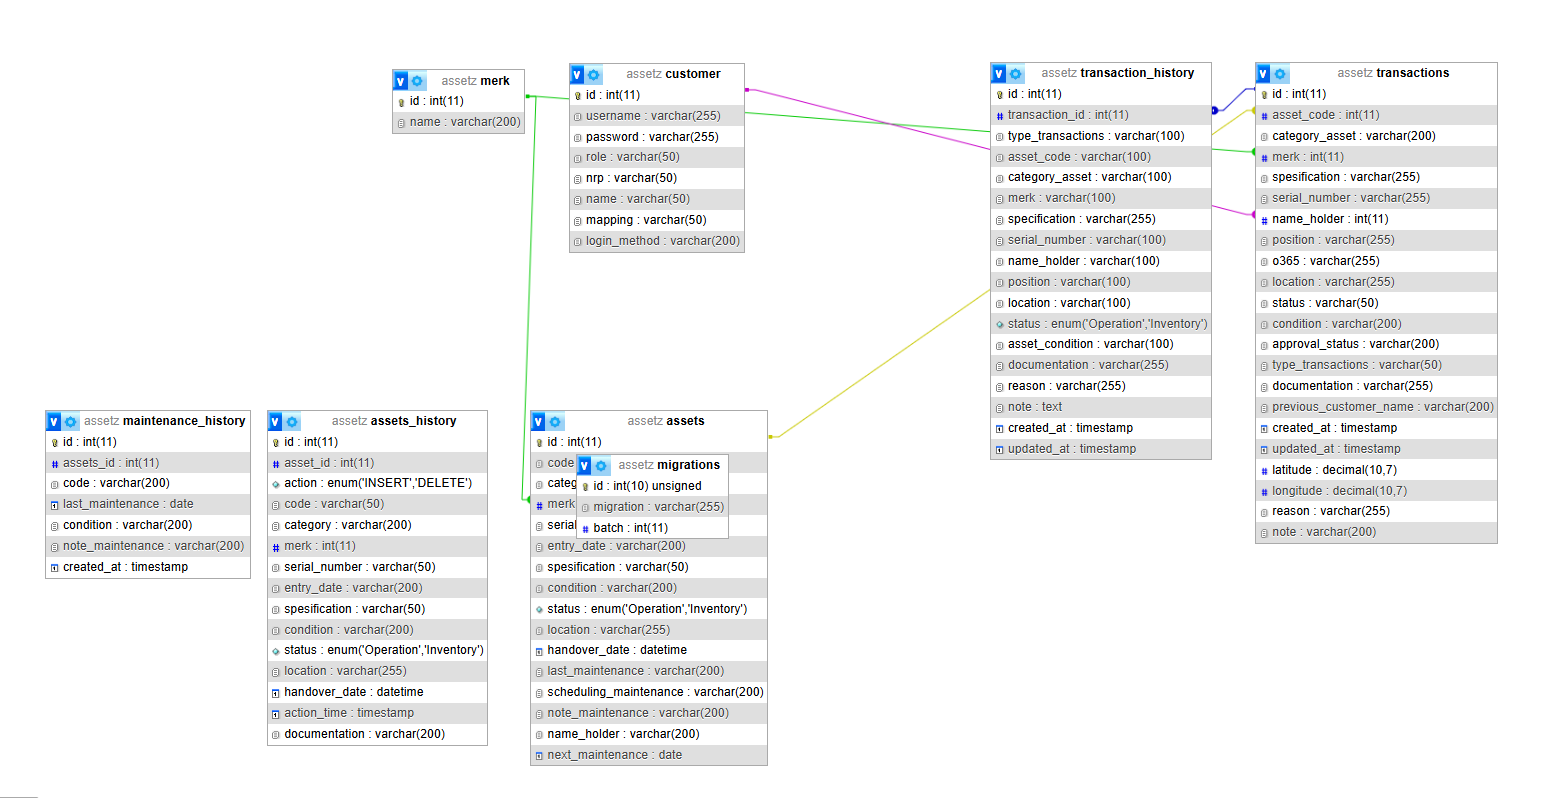 assetz merk
id : int(11)
name : varchar(200)
assetz customer
id : int(11)
username : varchar(255)
password : varchar(255)
role : varchar(50)
nrp : varchar(50)
name : varchar(50)
mapping : varchar(50)
login_method : varchar(200)
assetz transaction_history
id : int(11)
transaction_id : int(11)
type_transactions : varchar(100)
asset_code : varchar(100)
category_asset : varchar(100)
merk : varchar(100)
specification : varchar(255)
serial_number : varchar(100)
name_holder : varchar(100)
position : varchar(100)
location : varchar(100)
status : enum('Operation','Inventory')
asset_condition : varchar(100)
documentation : varchar(255)
reason : varchar(255)
note : text
created_at : timestamp
updated_at : timestamp
assetz transactions
id : int(11)
asset_code : int(11)
category_asset : varchar(200)
merk : int(11)
spesification : varchar(255)
serial_number : varchar(255)
name_holder : int(11)
position : varchar(255)
o365 : varchar(255)
location : varchar(255)
status : varchar(50)
condition : varchar(200)
approval_status : varchar(200)
type_transactions : varchar(50)
documentation : varchar(255)
previous_customer_name : varchar(200)
created_at : timestamp
updated_at : timestamp
latitude : decimal(10,7)
longitude : decimal(10,7)
reason : varchar(255)
note : varchar(200)
assetz maintenance_history
id : int(11)
assets_id : int(11)
code : varchar(200)
last_maintenance : date
condition : varchar(200)
note_maintenance : varchar(200)
created_at : timestamp
assetz assets_history
id : int(11)
asset_id : int(11)
action : enum('INSERT','DELETE')
code : varchar(50)
category : varchar(200)
merk : int(11)
serial_number : varchar(50)
entry_date : varchar(200)
spesification : varchar(50)
condition : varchar(200)
status : enum('Operation','Inventory')
location : varchar(255)
handover_date : datetime
action_time : timestamp
documentation : varchar(200)
assetz assets
id : int(11)
code
categ
merk
serial
entry_date : varchar(200)
spesification : varchar(50)
condition : varchar(200)
status : enum('Operation','Inventory')
location : varchar(255)
handover_date : datetime
last_maintenance : varchar(200)
scheduling_maintenance : varchar(200)
note_maintenance : varchar(200)
name_holder : varchar(200)
next_maintenance : date
assetz migrations
id : int(10) unsigned
migration : varchar(255)
batch : int(11)